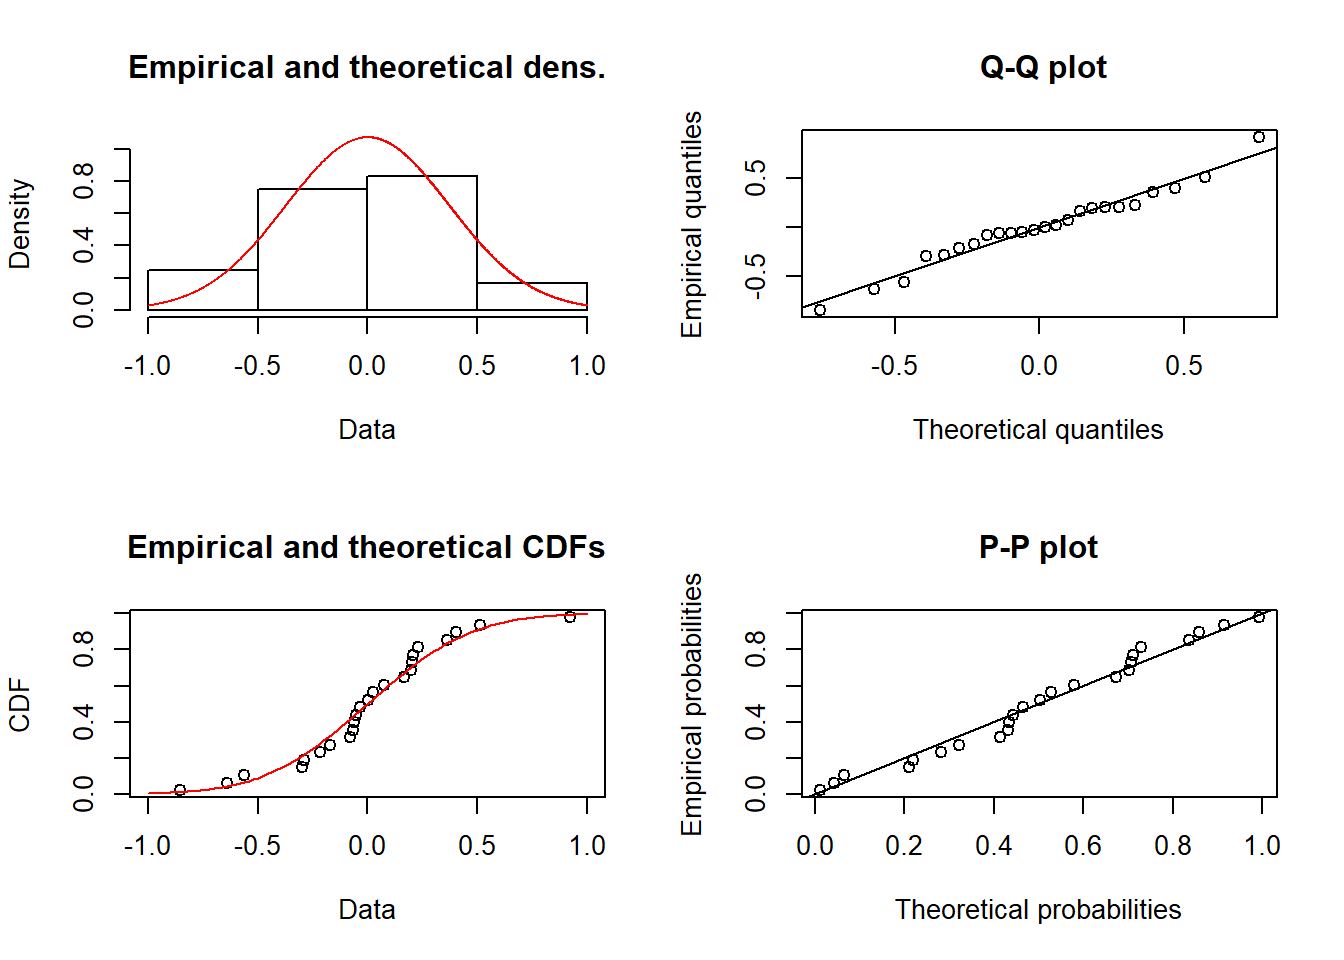 Empirical and theoretical dens.
Density
0.0 0.4 0.8
-1.0 -0.5 0.0 0.5 1.0
Data
Q-Q plot
Empirical quantiles
-0.5 0.5
-0.5 0.0 0.5
Theoretical quantiles
Empirical and theoretical CDFs
CDF
0.0 0.4 0.8
-1.0 -0.5 0.0 0.5 1.0
Data
P-P plot
Empirical probabilities
0.0 0.4 0.8
0.0 0.2 0.4 0.6 0.8 1.0
Theoretical probabilities